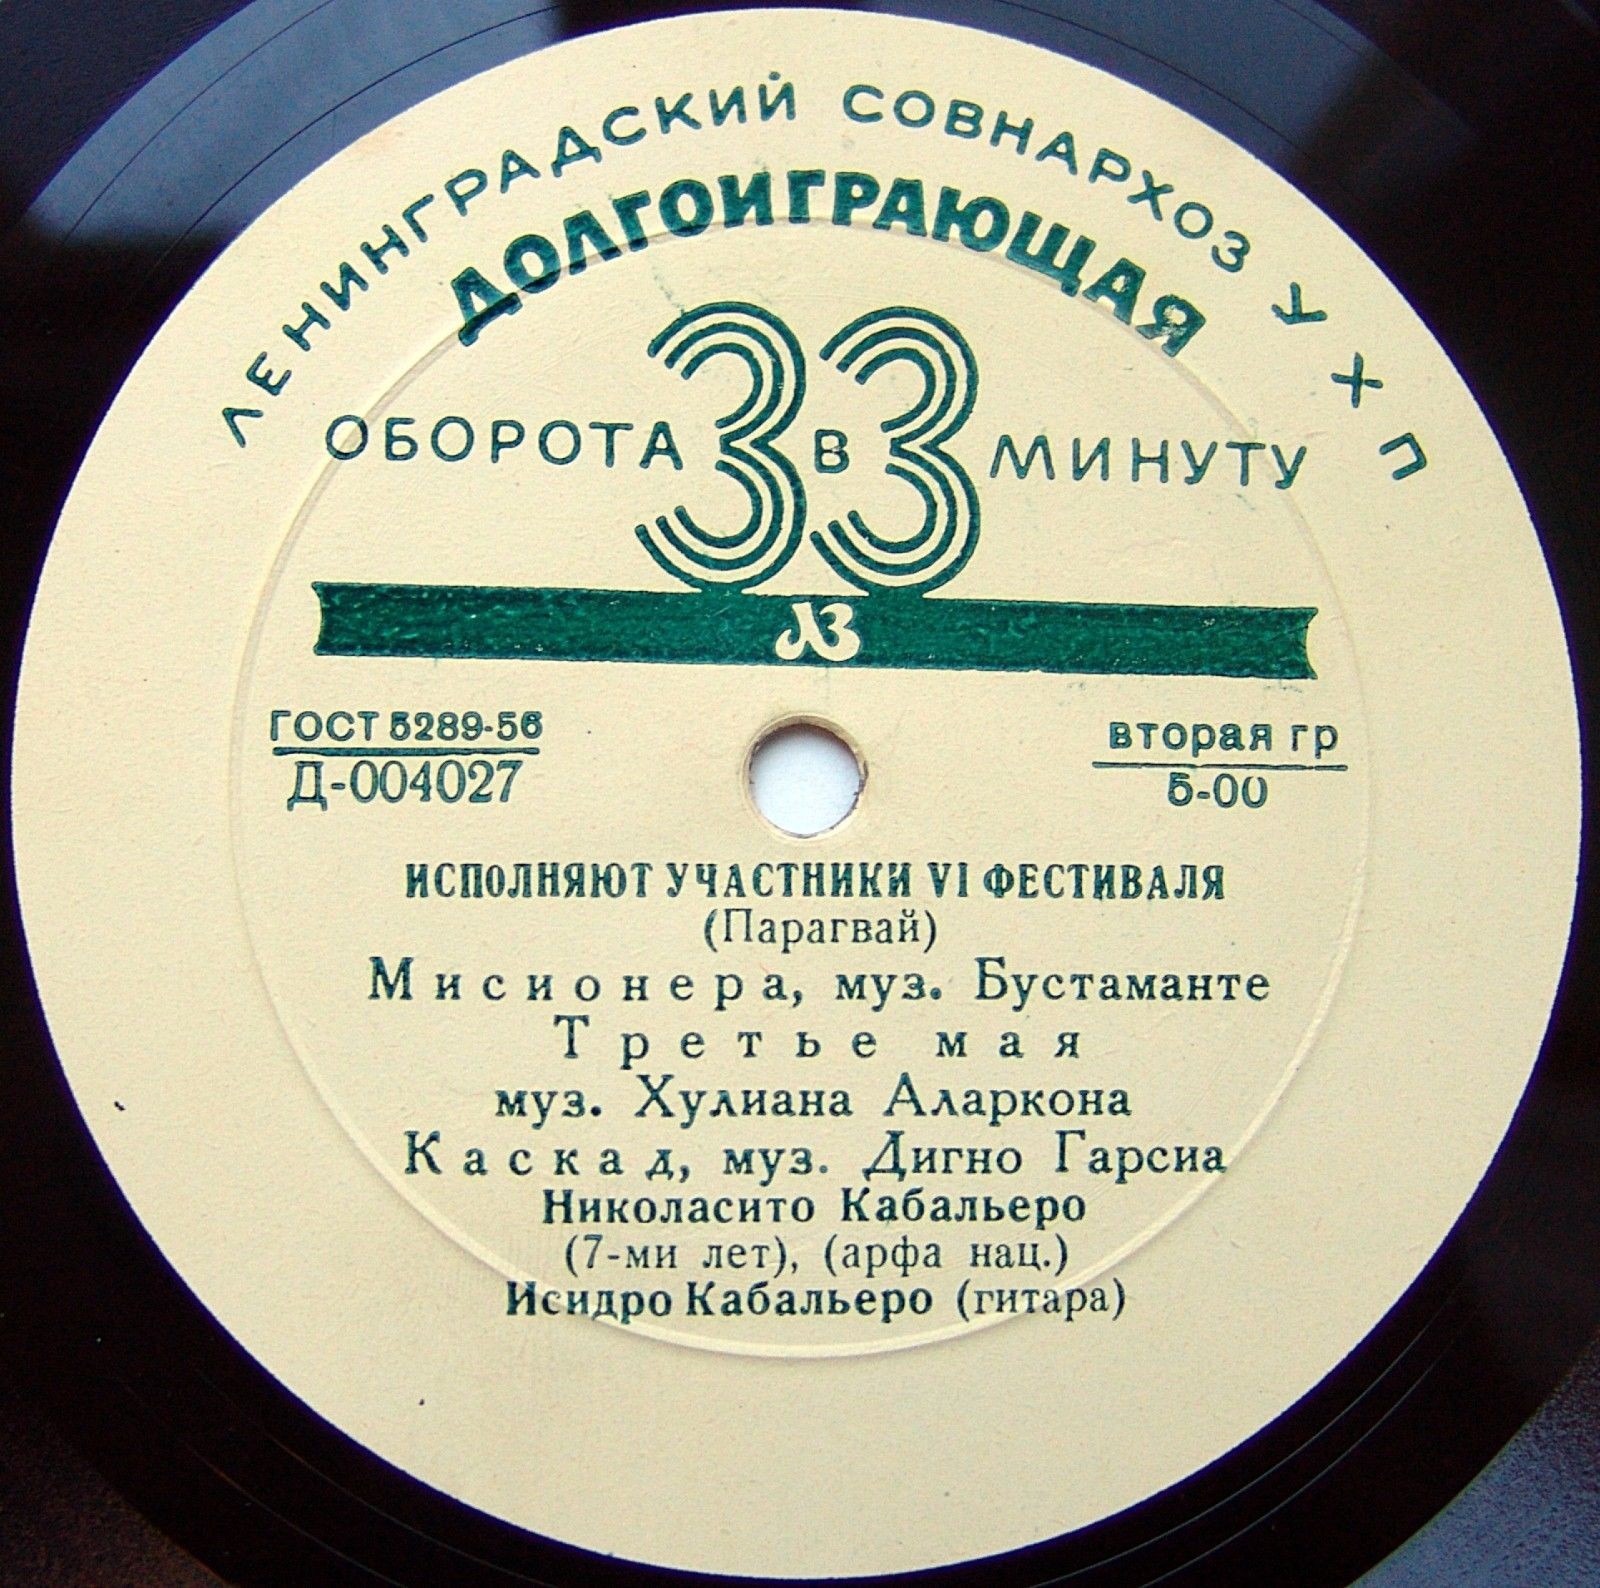 ЛЕНИНГРАДСКИЙ СОВНАРХОЗ УХП
ДОЛГОИГРАЮЩАЯ
33
ОБОРОТА В МИНУТУ
ЛЗ
ГОСТ 5289-56
Д-004027
вторая гр
5-00
ИСПОЛНЯЮТ УЧАСТНИКИ VI ФЕСТИВАЛЯ
(Парагвай)
Мисионера, муз. Бустаманте
Третье мая
муз. Хулиана Аларкона
Каскад, муз. Дигно Гарсиа
Николасито Кабальеро
(7-ми лет), (арфа нац.)
Исидро Кабальеро (гитара)